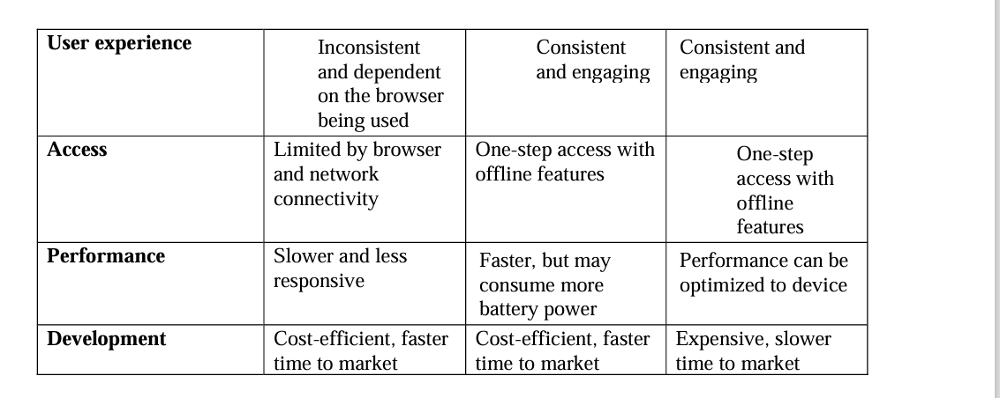 User experience
Inconsistent
and dependent
on the browser
being used
Consistent
and engaging
Consistent and
engaging
Access
Limited by browser
and network
connectivity
One-step access with
offline features
One-step
access with
offline
features
Performance
Slower and less
responsive
Faster, but may
consume more
battery power
Performance can be
optimized to device
Development
Cost-efficient, faster
time to market
Cost-efficient, faster
time to market
Expensive, slower
time to market